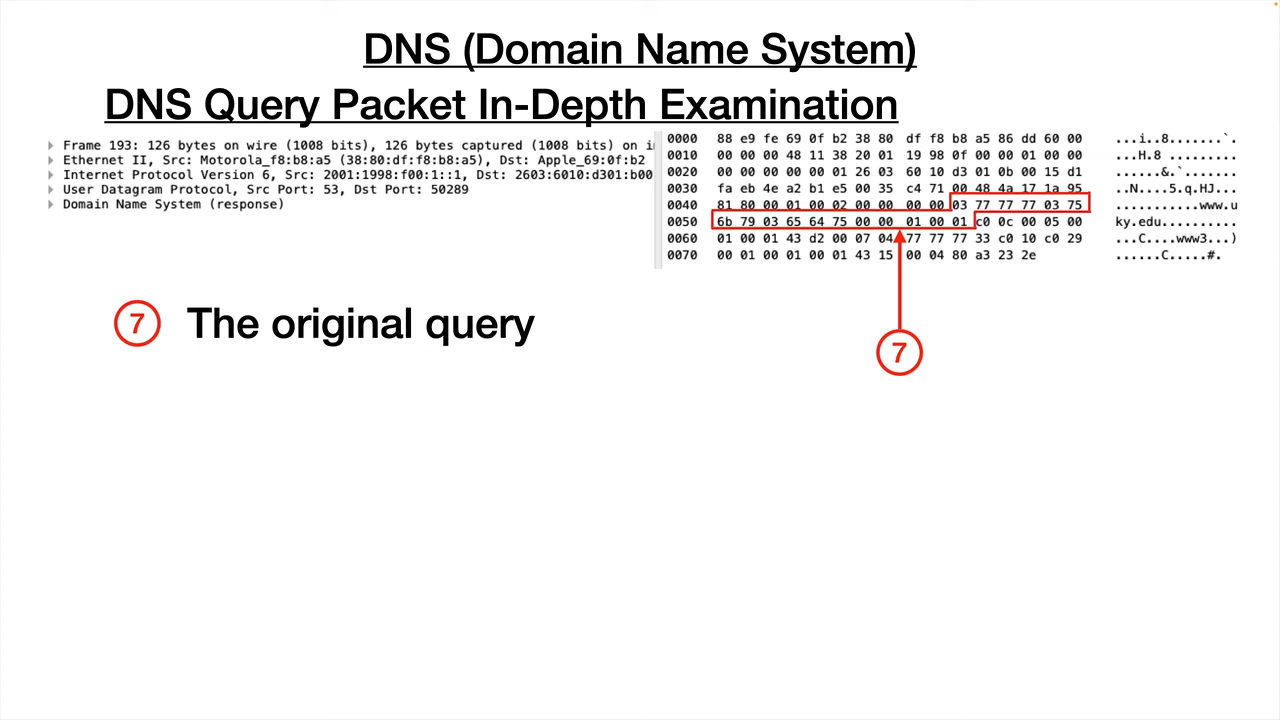 DNS (Domain Name System)
DNS Query Packet In-Depth Examination
Frame 193: 126 bytes on wire (1008 bits), 126 bytes captured (1008 bits) on i
Ethernet II, Src: Motorola_f8:b8:a5 (38:80:df:f8:b8:a5), Dst: Apple_69:0f:b2
Internet Protocol Version 6, Src: 2001:1998:f00:1::1, Dst: 2603:6010:d301:b00
User Datagram Protocol, Src Port: 53, Dst Port: 50289
Domain Name System (response)
0000 88 e9 fe 69 0f b2 38 80 df f8 b8 a5 86 dd 60 00 ...i..8.......`.
0010 00 00 00 48 11 38 20 01 19 98 0f 00 00 01 00 00 ...H.8 .........
0020 00 00 00 00 00 01 26 03 60 10 d3 01 0b 00 15 d1 ......&.`.......
0030 fa eb 4e a2 b1 e5 00 35 c4 71 00 48 4a 17 1a 95 ..N....5.q.HJ...
0040 81 80 00 01 00 02 00 00 00 00 03 77 77 77 03 75 ...........www.u
0050 6b 79 03 65 64 75 00 00 01 00 01 c0 0c 00 05 00 ky.edu..........
0060 01 00 01 43 d2 00 07 04 77 77 77 33 c0 10 c0 29 ...C....www3...)
0070 00 01 00 01 00 01 43 15 00 04 80 a3 23 2e ......C.....#.
7 The original query
7